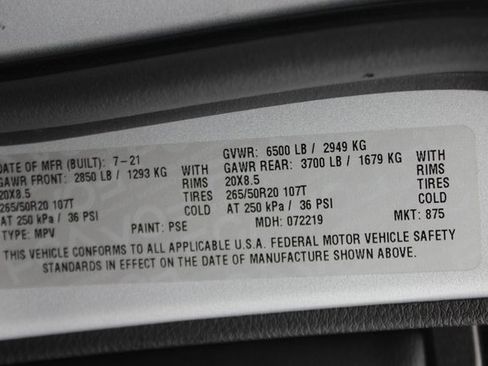 DATE OF MFR (BUILT): 7-21 GVWR: 6500 LB / 2949 KG
GAWR FRONT: 2850 LB / 1293 KG WITH GAWR REAR: 3700 LB / 1679 KG WITH
20X8.5 RIMS 20X8.5 RIMS
265/50R20 107T TIRES 265/50R20 107T TIRES
AT 250 kPa / 36 PSI COLD AT 250 kPa / 36 PSI COLD
TYPE: MPV PAINT: PSE MDH: 072219 MKT: 875
THIS VEHICLE CONFORMS TO ALL APPLICABLE U.S.A. FEDERAL MOTOR VEHICLE SAFETY
STANDARDS IN EFFECT ON THE DATE OF MANUFACTURE SHOWN ABOVE.